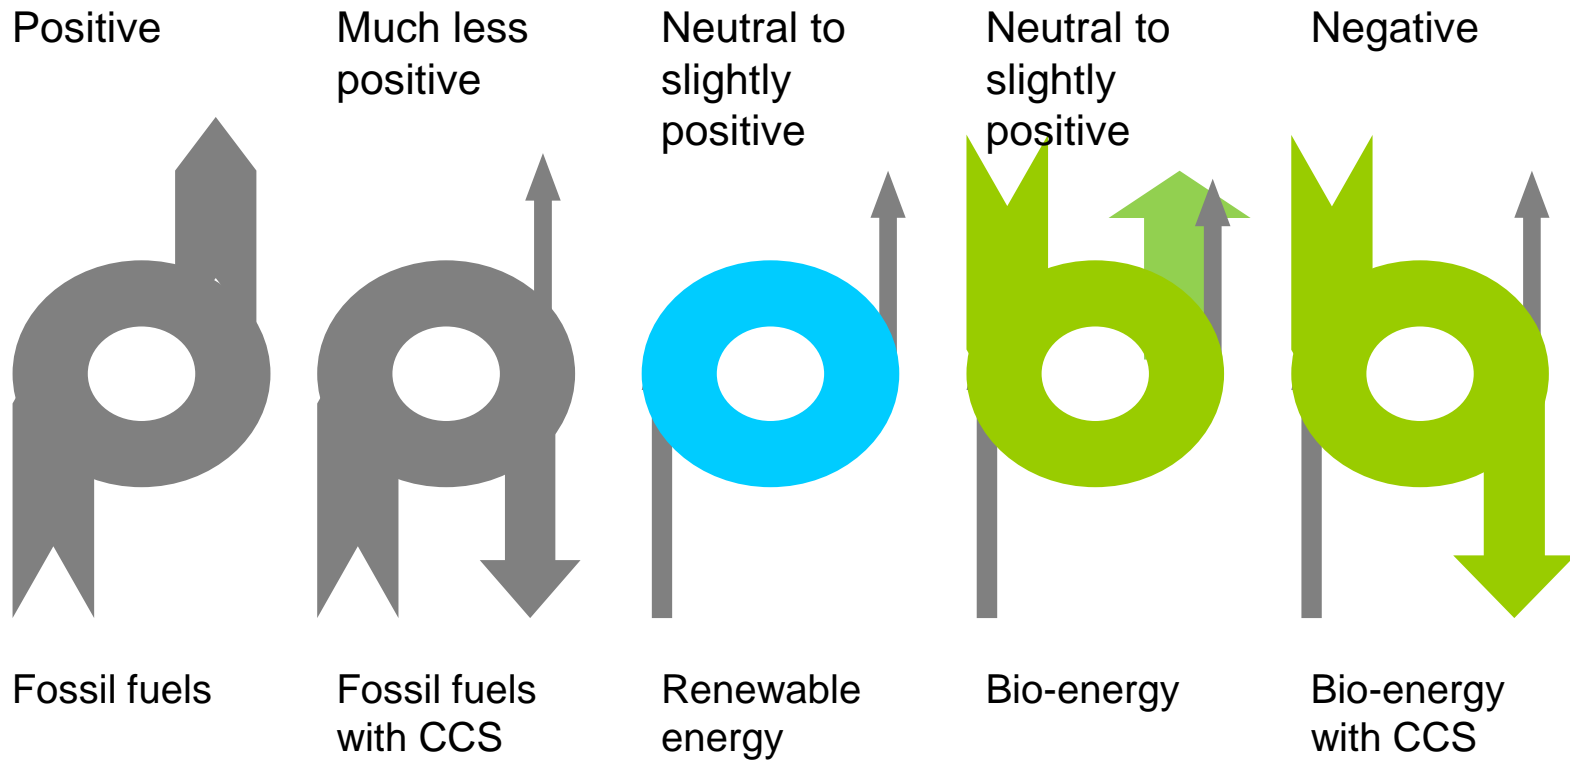 Positive
Much less
positive
Neutral to
slightly
positive
Neutral to
slightly
positive
Negative
Fossil fuels
Fossil fuels
with CCS
Renewable
energy
Bio-energy
Bio-energy
with CCS